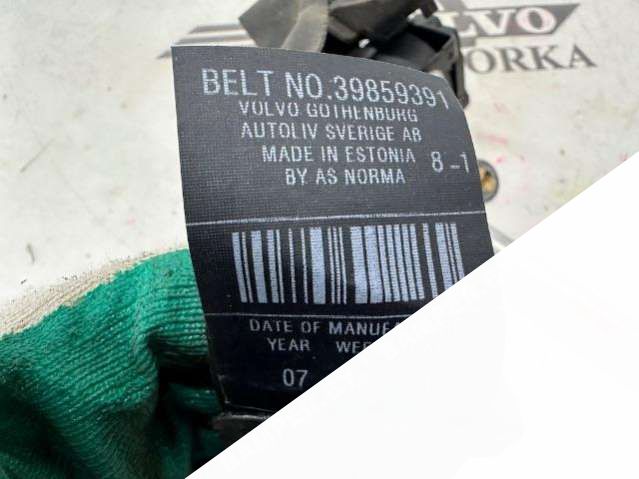 VOLVO
ORKA
BELT NO.39859391
VOLVO GOTHENBURG
AUTOLIV SVERIGE AB
MADE IN ESTONIA 8-1
BY AS NORMA
DATE OF
YEAR
07